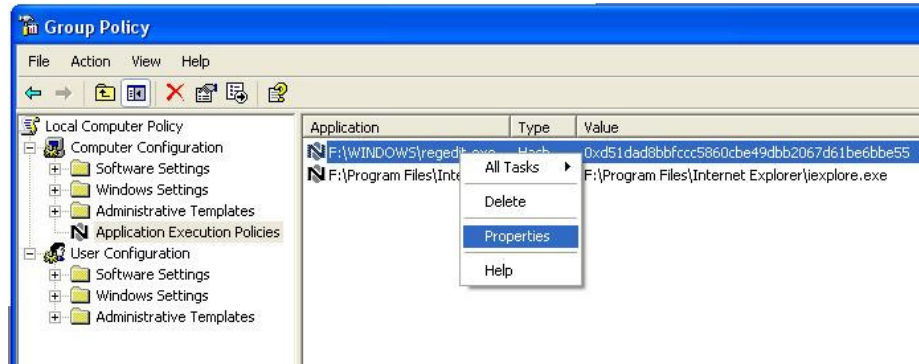 Group Policy
File Action View Help
Local Computer Policy
Computer Configuration
Software Settings
Windows Settings
Administrative Templates
Application Execution Policies
User Configuration
Software Settings
Windows Settings
Administrative Templates
Application Type Value
F:\WINDOWS\regedit.exe Hash 0xd51dad8bbfccc5860cbe49dbb2067d61be6bbe55
F:\Program Files\Inte F:\Program Files\Internet Explorer\iexplore.exe
All Tasks
Delete
Properties
Help